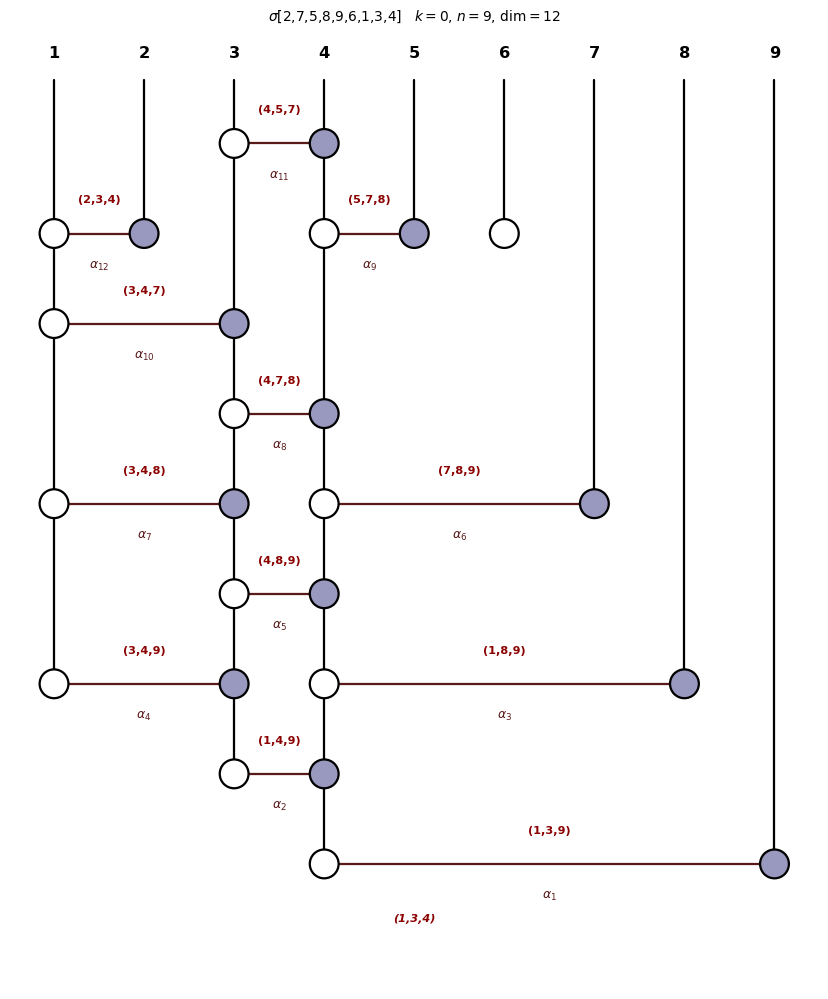 σ[2,7,5,8,9,6,1,3,4]   k = 0, n = 9, dim = 12
1 2 3 4 5 6 7 8 9
(4,5,7)
α₁₁
(2,3,4) (5,7,8)
α₁₂ α₉
(3,4,7)
α₁₀
(4,7,8)
α₈
(3,4,8) (7,8,9)
α₇ α₆
(4,8,9)
α₅
(3,4,9) (1,8,9)
α₄ α₃
(1,4,9)
α₂
(1,3,9)
α₁
(1,3,4)